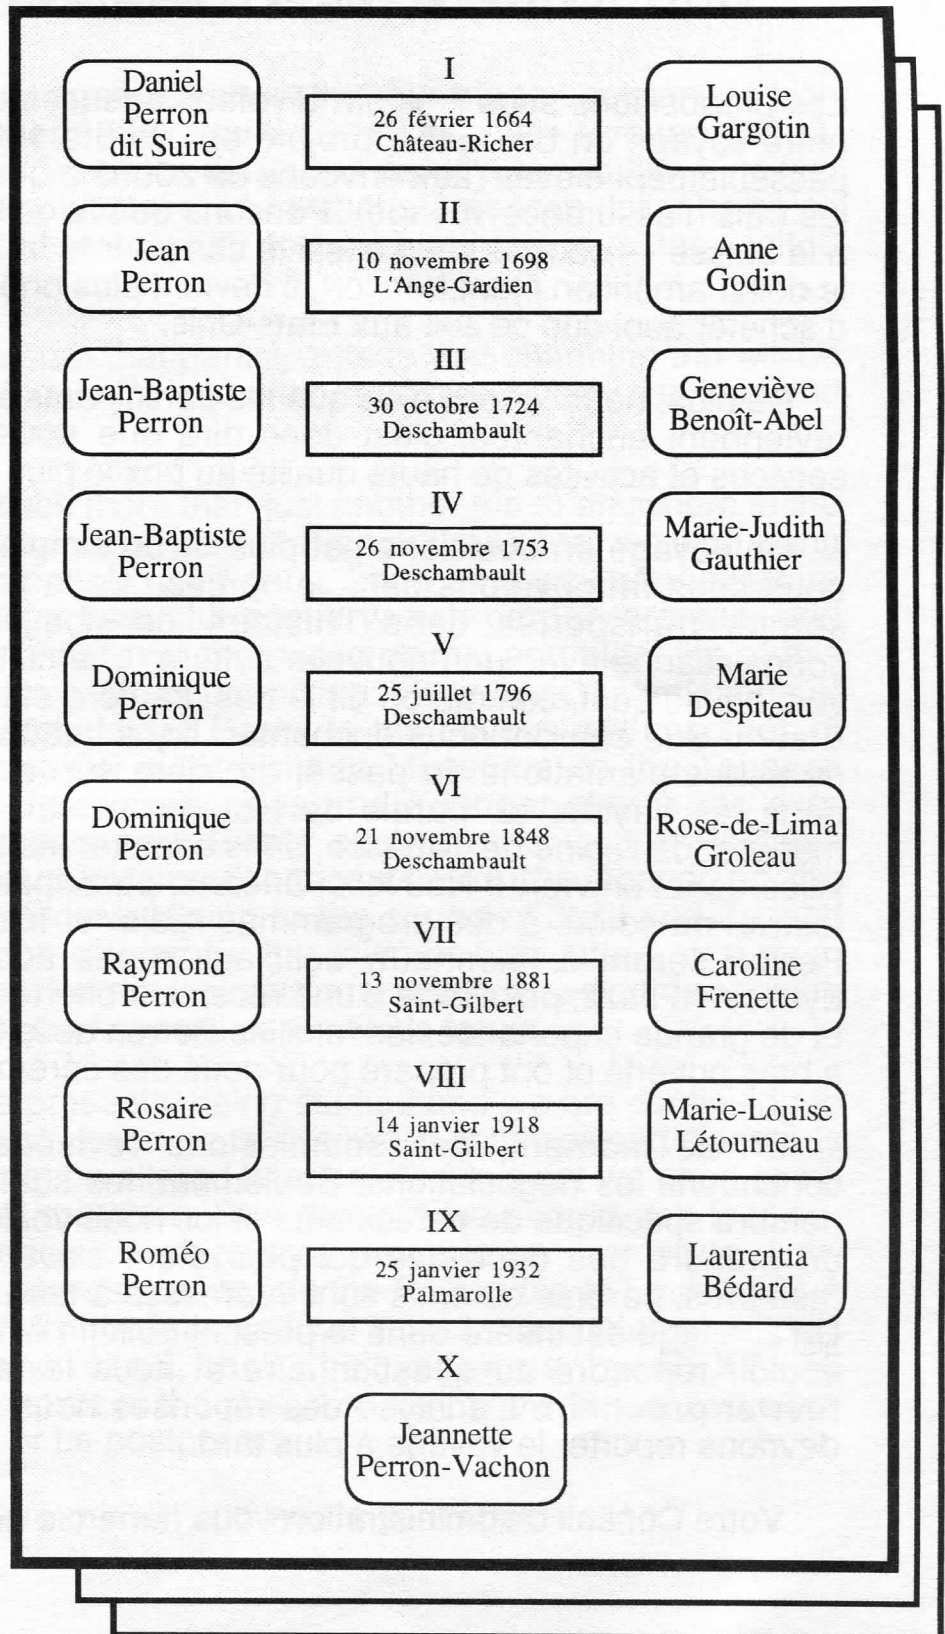 I
Daniel
Perron
dit Suire
26 février 1664
Château-Richer
Louise
Gargotin
II
Jean
Perron
10 novembre 1698
L'Ange-Gardien
Anne
Godin
III
Jean-Baptiste
Perron
30 octobre 1724
Deschambault
Geneviève
Benoît-Abel
IV
Jean-Baptiste
Perron
26 novembre 1753
Deschambault
Marie-Judith
Gauthier
V
Dominique
Perron
25 juillet 1796
Deschambault
Marie
Despiteau
VI
Dominique
Perron
21 novembre 1848
Deschambault
Rose-de-Lima
Groleau
VII
Raymond
Perron
13 novembre 1881
Saint-Gilbert
Caroline
Frenette
VIII
Rosaire
Perron
14 janvier 1918
Saint-Gilbert
Marie-Louise
Létourneau
IX
Roméo
Perron
25 janvier 1932
Palmarolle
Laurentia
Bédard
X
Jeannette
Perron-Vachon